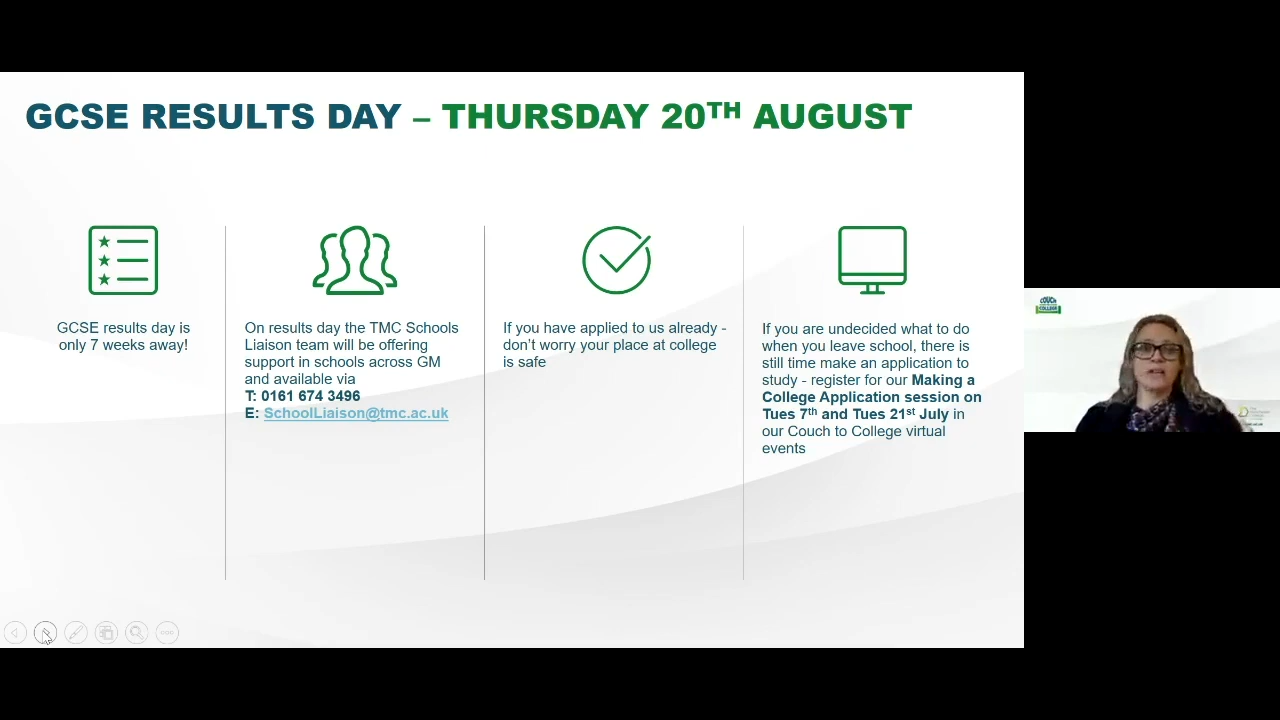 GCSE RESULTS DAY – THURSDAY 20TH AUGUST
GCSE results day is
only 7 weeks away!
On results day the TMC Schools
Liaison team will be offering
support in schools across GM
and available via
T: 0161 674 3496
E: SchoolLiaison@tmc.ac.uk
If you have applied to us already -
don't worry your place at college
is safe
If you are undecided what to do
when you leave school, there is
still time make an application to
study - register for our Making a
College Application session on
Tues 7th and Tues 21st July in
our Couch to College virtual
events
COUCH
COLLEGE